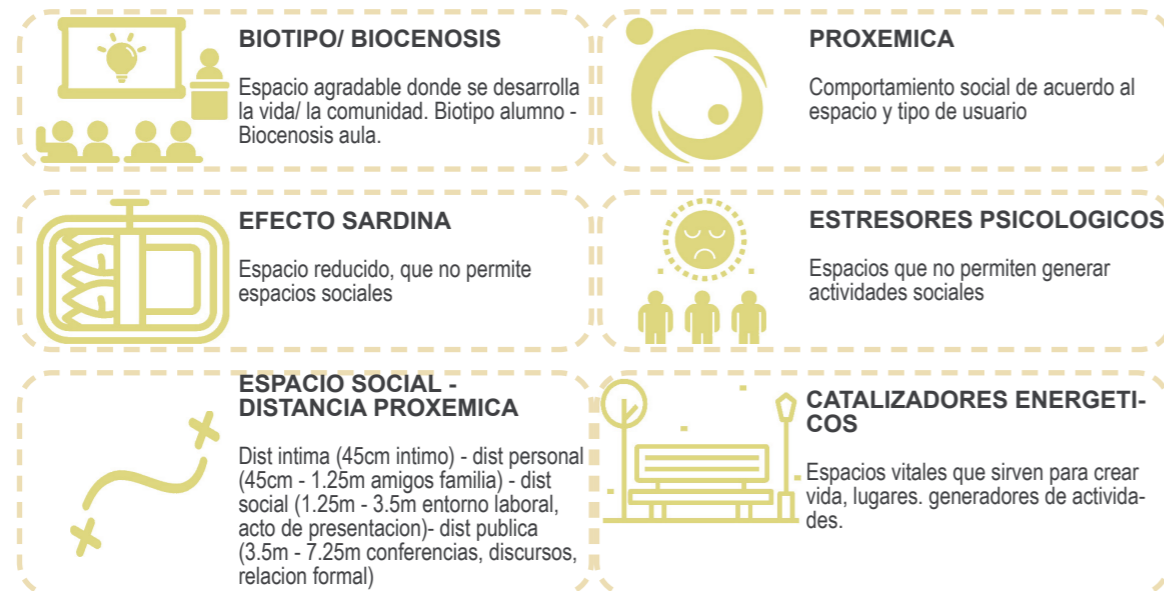 BIOTIPO/ BIOCENOSIS
Espacio agradable donde se desarrolla
la vida/ la comunidad. Biotipo alumno -
Biocenosis aula.
PROXEMICA
Comportamiento social de acuerdo al
espacio y tipo de usuario
EFECTO SARDINA
Espacio reducido, que no permite
espacios sociales
ESTRESORES PSICOLOGICOS
Espacios que no permiten generar
actividades sociales
ESPACIO SOCIAL -
DISTANCIA PROXEMICA
Dist intima (45cm intimo) - dist personal
(45cm - 1.25m amigos familia) - dist
social (1.25m - 3.5m entorno laboral,
acto de presentacion)- dist publica
(3.5m - 7.25m conferencias, discursos,
relacion formal)
CATALIZADORES ENERGETI-
COS
Espacios vitales que sirven para crear
vida, lugares. generadores de activida-
des.